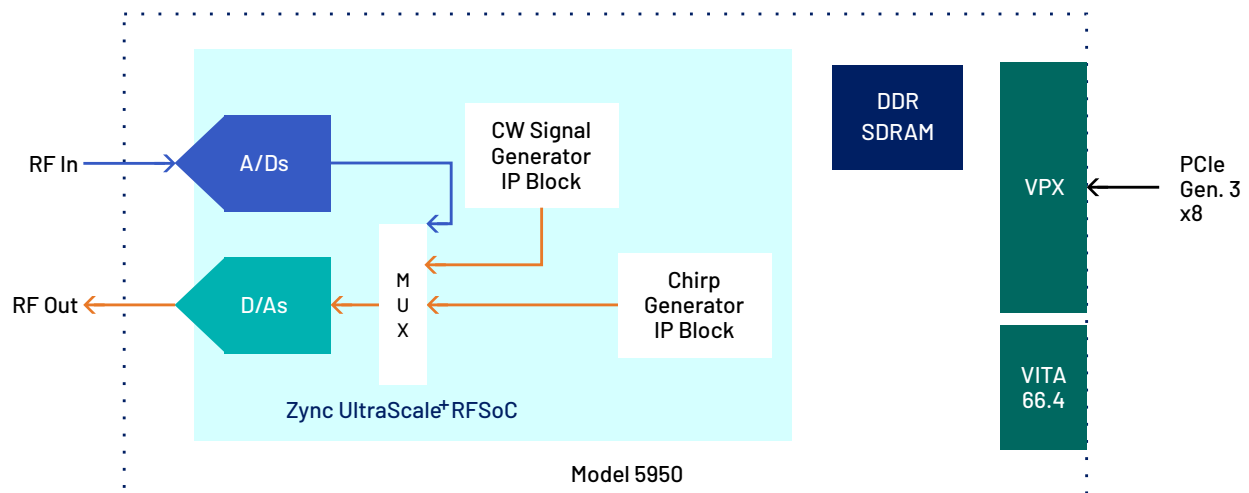 RF In
A/Ds
CW Signal
Generator
IP Block
DDR
SDRAM
VPX
PCIe
Gen. 3
x8
RF Out
D/As
M
U
X
Chirp
Generator
IP Block
VITA
66.4
Zync UltraScale+ RFSoC
Model 5950